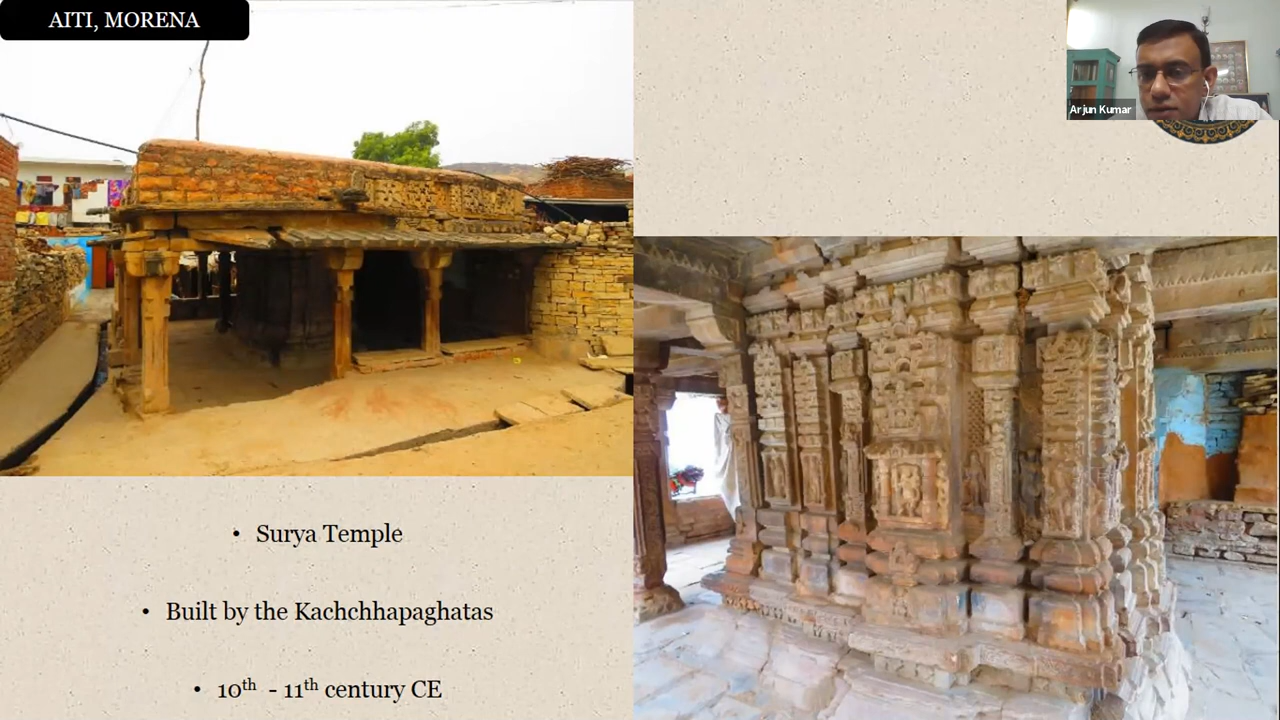 AITI, MORENA
Arjun Kumar
• Surya Temple
• Built by the Kachchhapaghatas
• 10th - 11th century CE